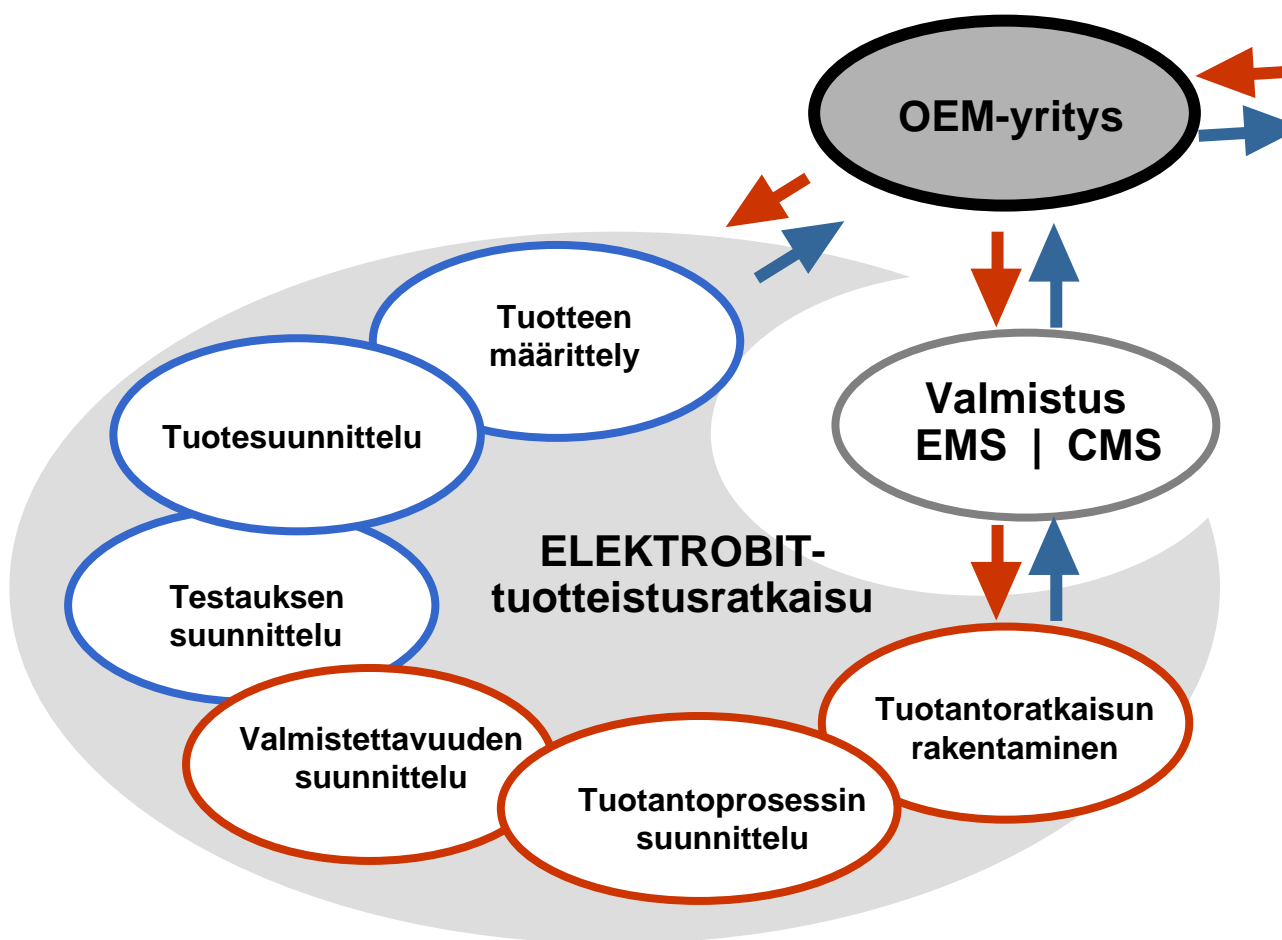 OEM-yritys
Tuotteen
määrittely
Valmistus
EMS | CMS
Tuotesuunnittelu
ELEKTROBIT-
tuotteistusratkaisu
Testauksen
suunnittelu
Valmistettavuuden
suunnittelu
Tuotantoprosessin
suunnittelu
Tuotantoratkaisun
rakentaminen